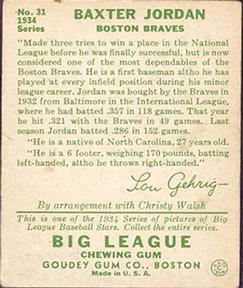 No. 31
1934
Series
BAXTER JORDAN
BOSTON BRAVES
"Made three tries to win a place in the National
League before he was finally successful, but is now
considered one of the most dependables of the
Boston Braves. He is a first baseman altho he has
played at every infield position during his minor
league career. Jordan was bought by the Braves in
1932 from Baltimore in the International League,
where he had batted .357 in 118 games. That year
he hit .321 with the Braves in 49 games. Last
season Jordan batted .286 in 152 games.
"He is a native of North Carolina, 27 years old.
"He is a 6 footer, weighing 170 pounds, batting
left-handed, altho he throws right-handed."
Lou Gehrig—
By arrangement with Christy Walsh
This is one of the 1934 Series of pictures of Big
League Baseball Stars. Collect the entire series.
BIG LEAGUE
CHEWING GUM
GOUDEY GUM CO., BOSTON
Made in U. S. A.